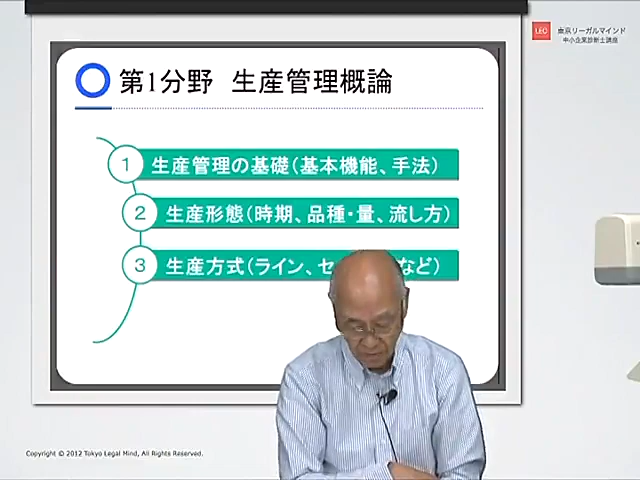 LEC 東京リーガルマインド
中小企業診断士講座
第1分野 生産管理概論
1 生産管理の基礎(基本機能、手法)
2 生産形態(時期、品種・量、流し方)
3 生産方式(ライン、セ など)
Copyright © 2012 Tokyo Legal Mind, All Rights Reserved.